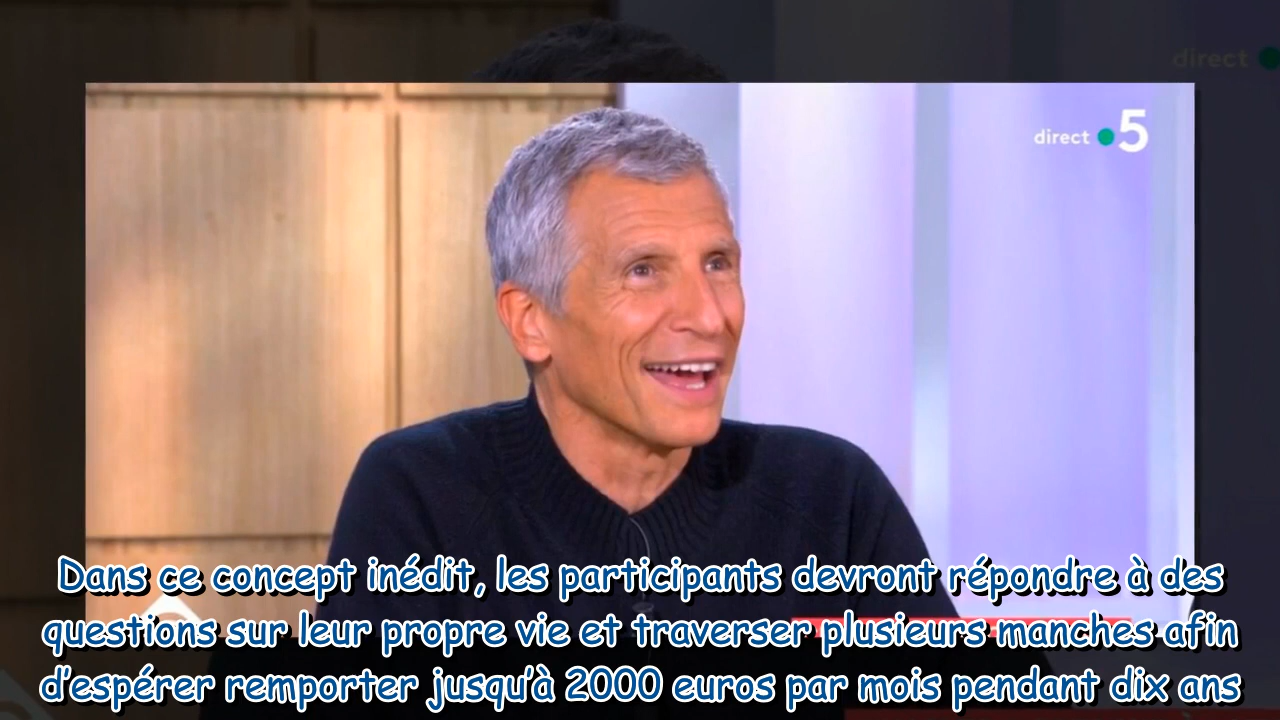 direct
direct 5
Dans ce concept inédit, les participants devront répondre à des
questions sur leur propre vie et traverser plusieurs manches afin
d'espérer remporter jusqu'à 2000 euros par mois pendant dix ans